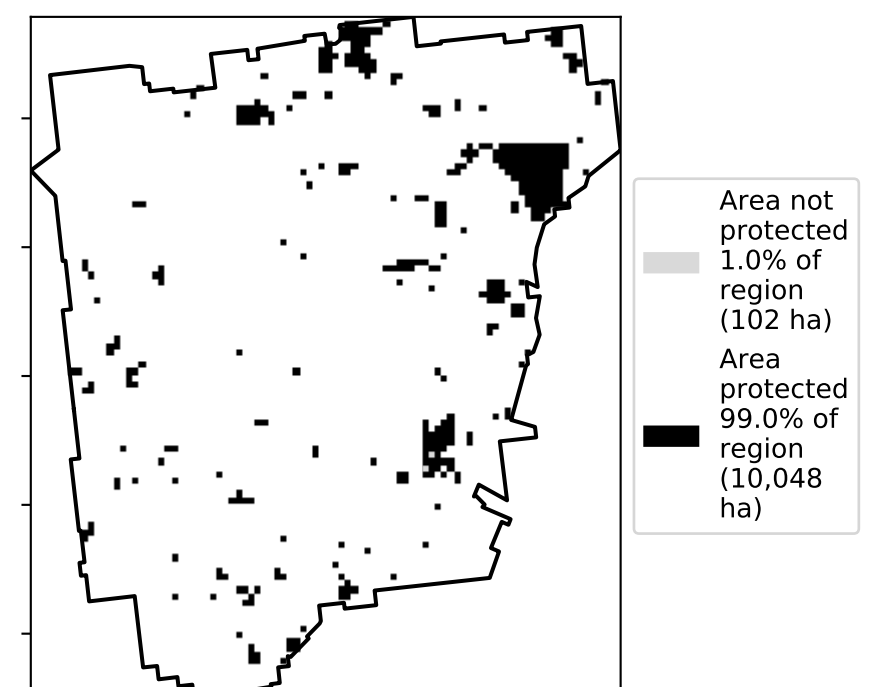 Area not
protected
1.0% of
region
(102 ha)
Area
protected
99.0% of
region
(10,048
ha)